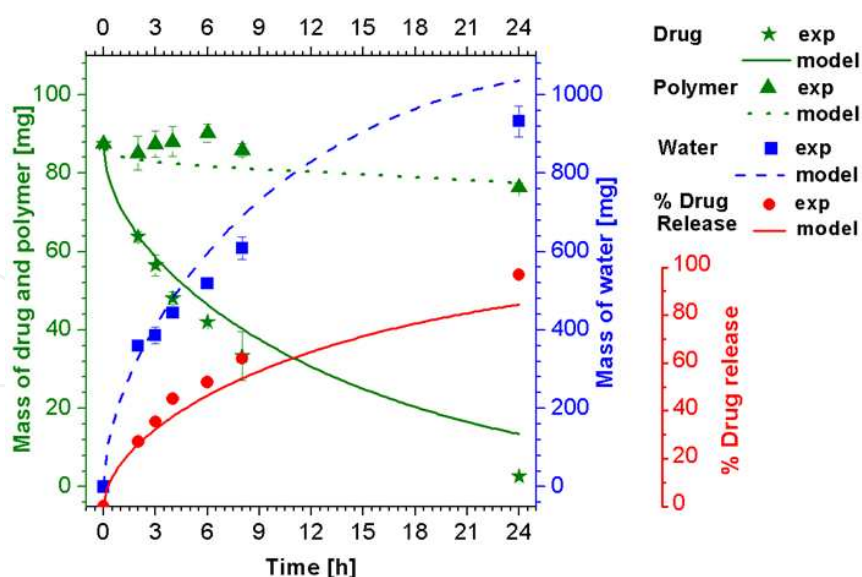 0 3 6 9 12 15 18 21 24
Drug exp
model
Polymer exp
model
Water exp
model
% Drug exp
Release model
100
80
60
40
20
0
Mass of drug and polymer [mg]
1000
800
600
400
200
0
Mass of water [mg]
100
80
60
40
20
0
% Drug release
0 3 6 9 12 15 18 21 24
Time [h]